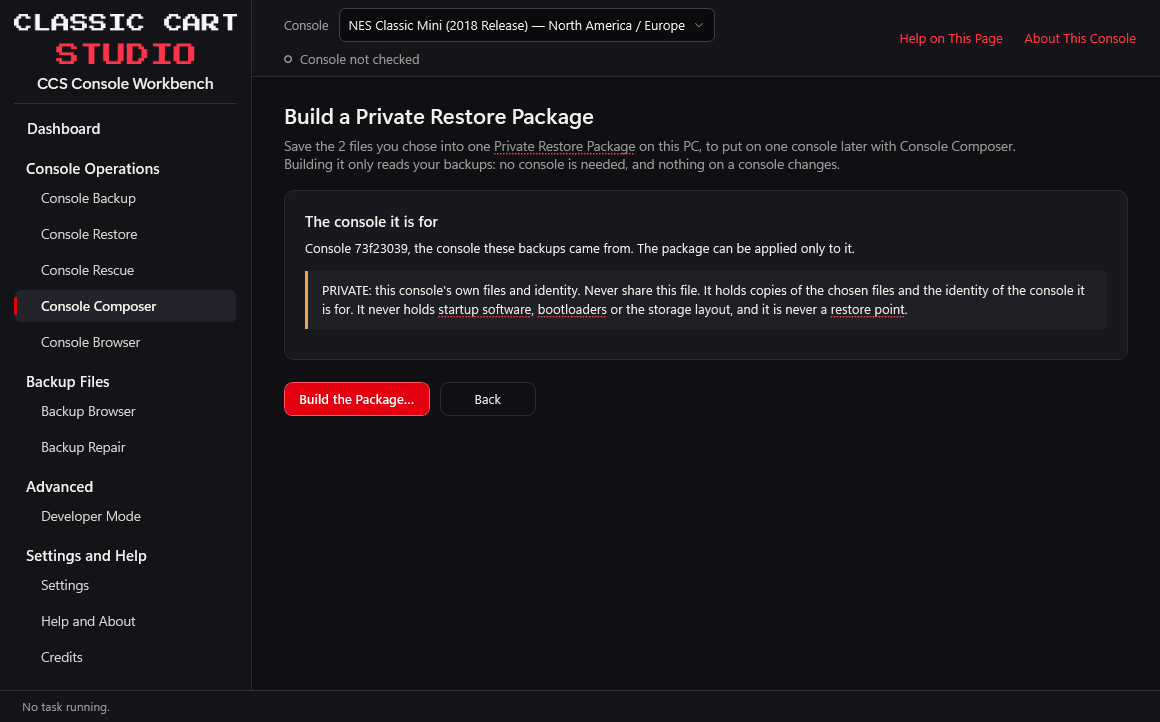 CLASSIC CART
STUDIO
CCS Console Workbench
Dashboard
Console Operations
Console Backup
Console Restore
Console Rescue
Console Composer
Console Browser
Backup Files
Backup Browser
Backup Repair
Advanced
Developer Mode
Settings and Help
Settings
Help and About
Credits
Console
NES Classic Mini (2018 Release) — North America / Europe
Console not checked
Help on This Page
About This Console
Build a Private Restore Package
Save the 2 files you chose into one Private Restore Package on this PC, to put on one console later with Console Composer.
Building it only reads your backups: no console is needed, and nothing on a console changes.
The console it is for
Console 73f23039, the console these backups came from. The package can be applied only to it.
PRIVATE: this console's own files and identity. Never share this file. It holds copies of the chosen files and the identity of the console it
is for. It never holds startup software, bootloaders or the storage layout, and it is never a restore point.
Build the Package...
Back
No task running.